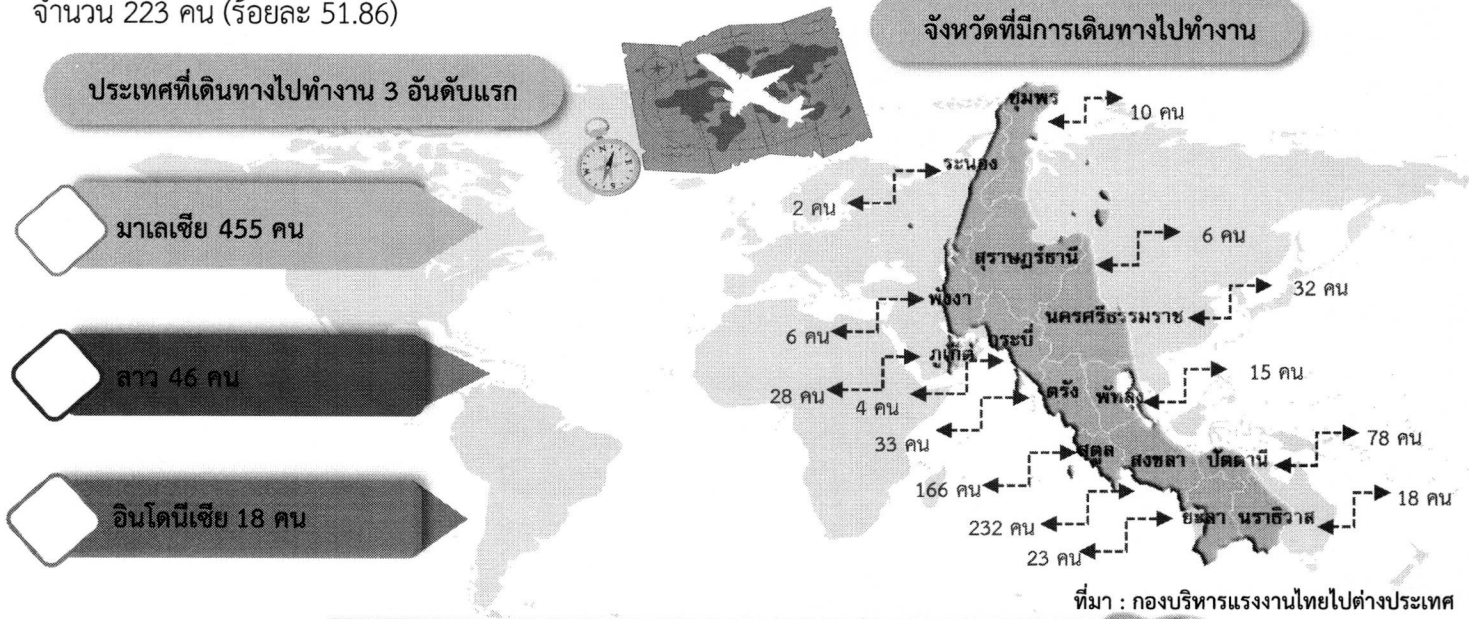 จำนวน 223 คน (ร้อยละ 51.86)
ประเทศที่เดินทางไปทำงาน 3 อันดับแรก
มาเลเซีย 455 คน
ลาว 46 คน
อินโดนีเซีย 18 คน
จังหวัดที่มีการเดินทางไปทำงาน
ชุมพร
10 คน
ระนอง
2 คน
สุราษฎร์ธานี
6 คน
พังงา
6 คน
นครศรีธรรมราช
32 คน
ภูเก็ต
28 คน
กระบี่
4 คน
ตรัง
33 คน
พัทลุง
15 คน
สตูล
166 คน
สงขลา
232 คน
ปัตตานี
78 คน
ยะลา
23 คน
นราธิวาส
18 คน
ที่มา : กองบริหารแรงงานไทยไปต่างประเทศ